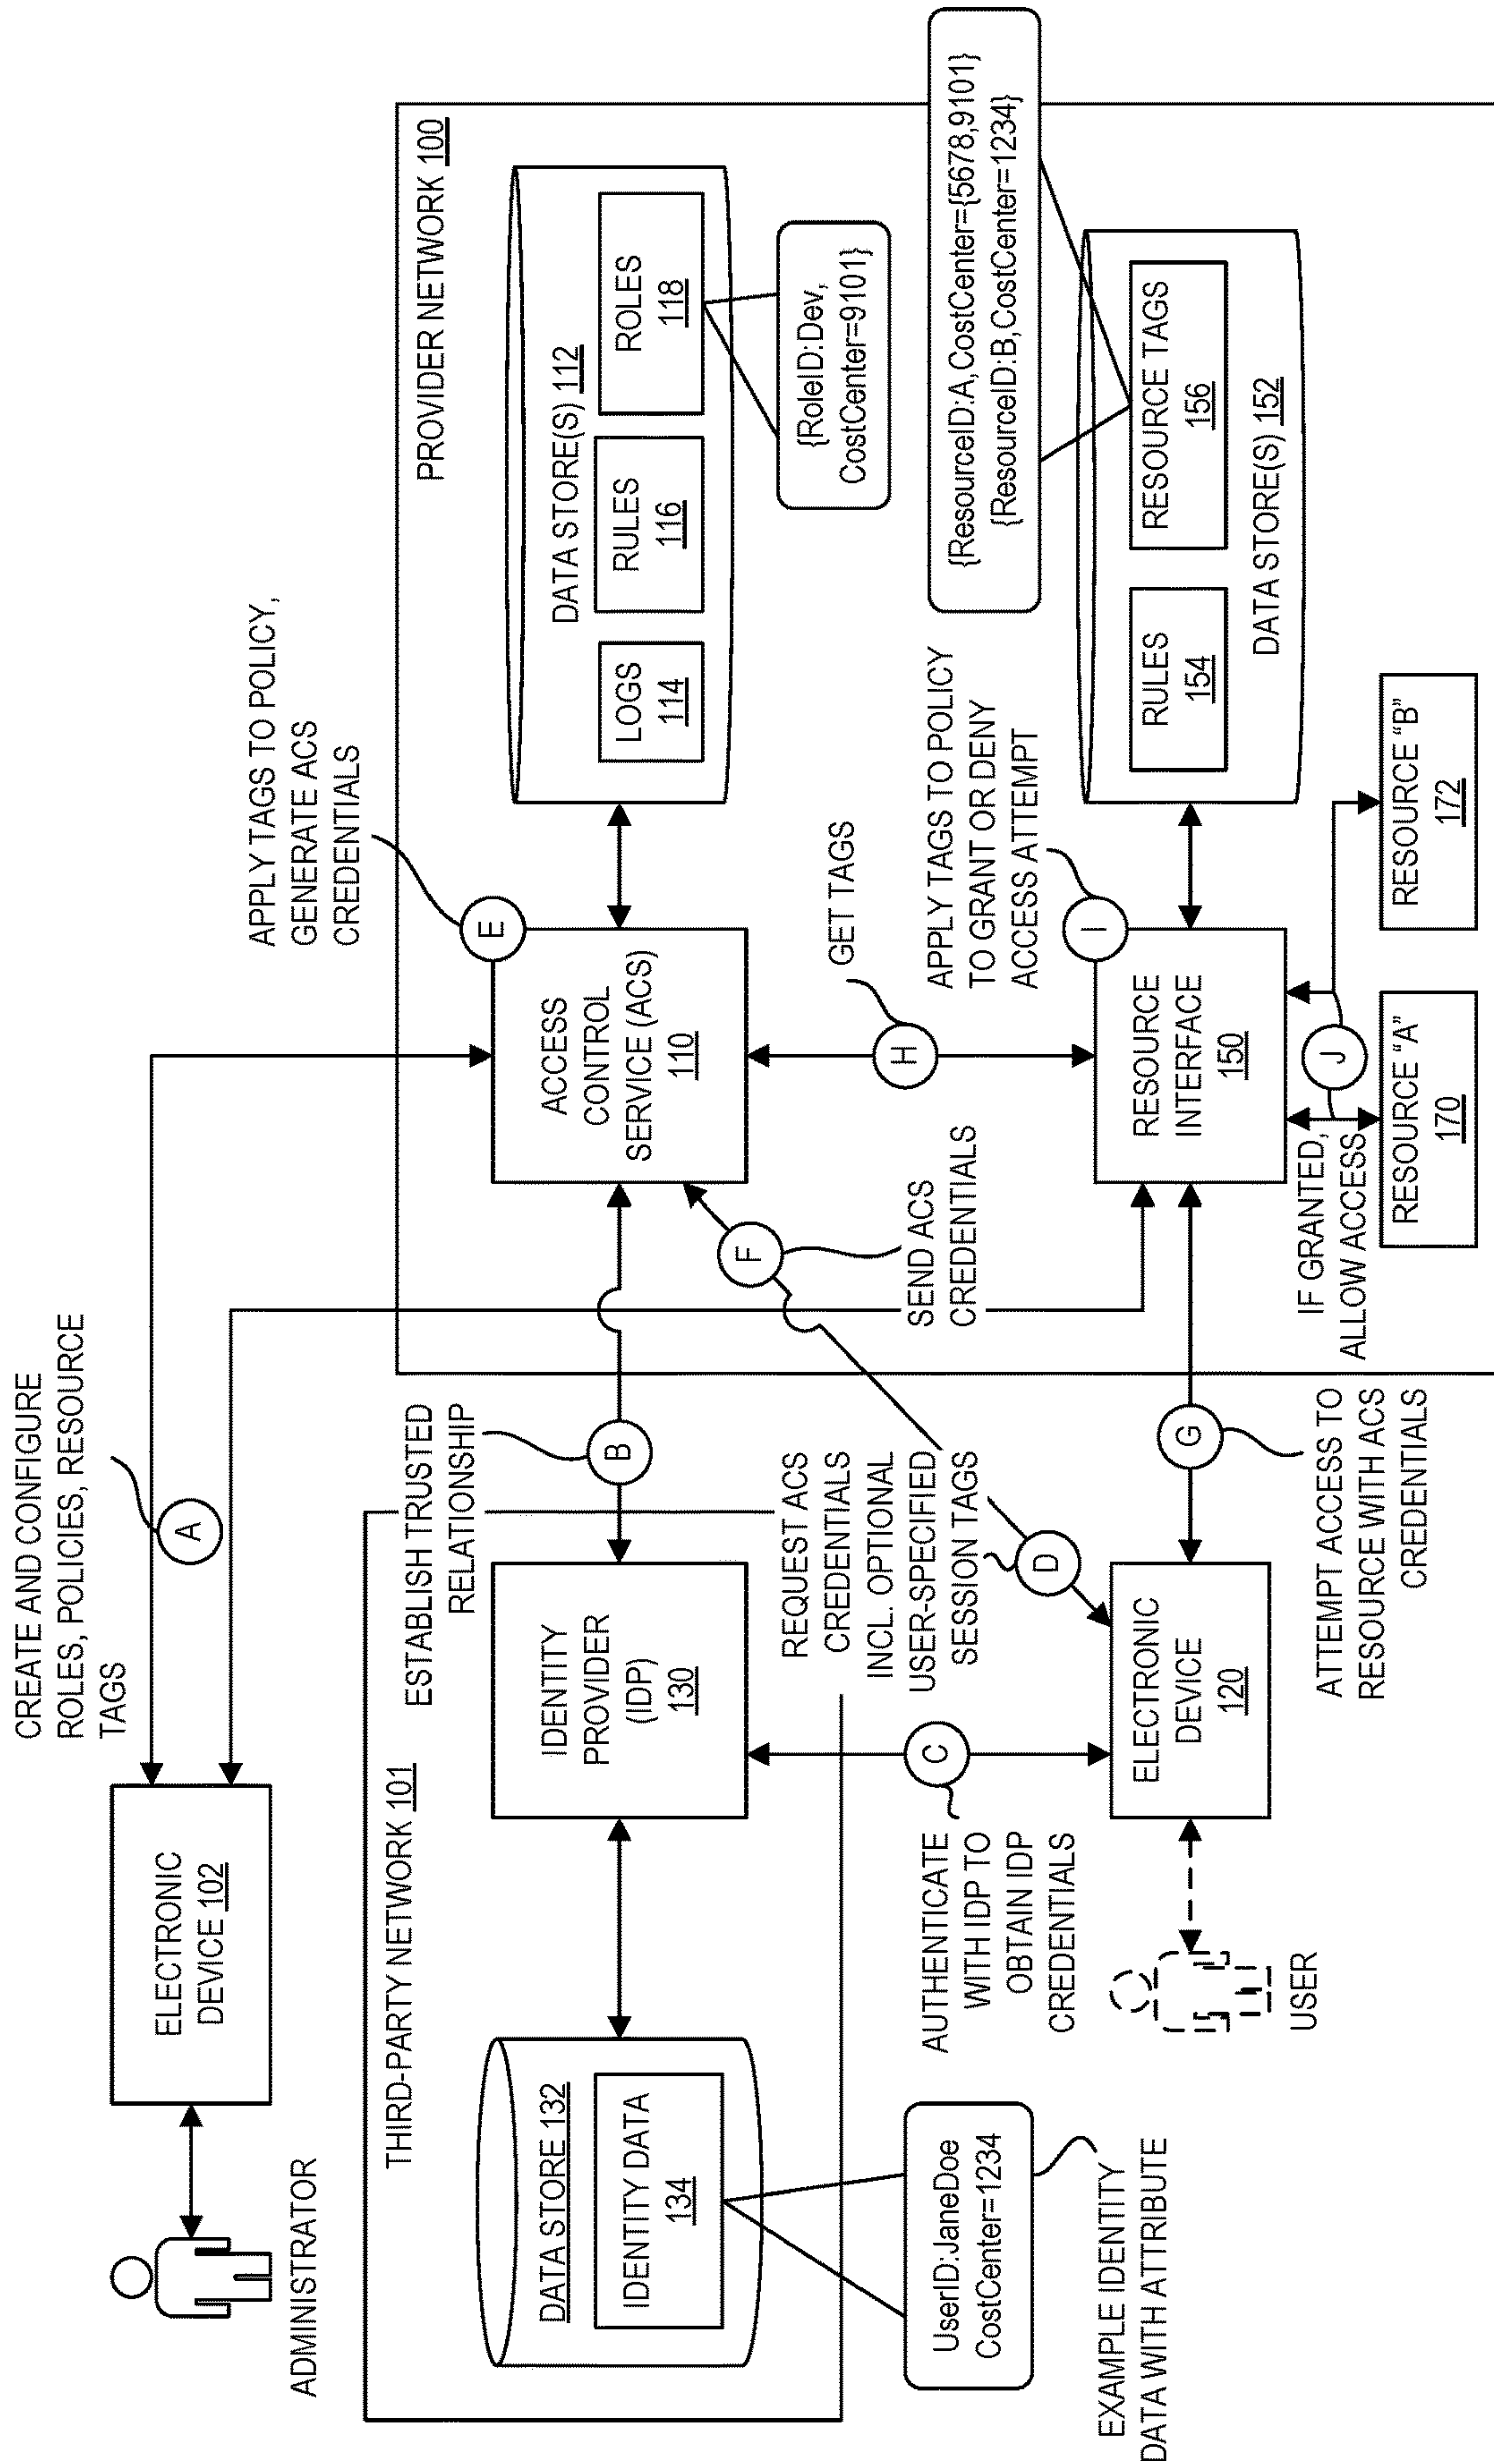 ADMINISTRATOR
ELECTRONIC
DEVICE 102
CREATE AND CONFIGURE
ROLES, POLICIES, RESOURCE
TAGS
A
THIRD-PARTY NETWORK 101
DATA STORE 132
IDENTITY DATA
134
UserID:JaneDoe
CostCenter=1234
EXAMPLE IDENTITY
DATA WITH ATTRIBUTE
IDENTITY
PROVIDER
(IDP)
130
ESTABLISH TRUSTED
RELATIONSHIP
B
AUTHENTICATE
WITH IDP TO
OBTAIN IDP
CREDENTIALS
C
USER
ELECTRONIC
DEVICE
120
REQUEST ACS
CREDENTIALS
INCL. OPTIONAL
USER-SPECIFIED
SESSION TAGS
D
PROVIDER NETWORK 100
ACCESS
CONTROL
SERVICE (ACS)
110
E
APPLY TAGS TO POLICY,
GENERATE ACS
CREDENTIALS
DATA STORE(S) 112
LOGS
114
RULES
116
ROLES
118
{RoleID:Dev,
CostCenter=9101}
F
SEND ACS
CREDENTIALS
G
ATTEMPT ACCESS TO
RESOURCE WITH ACS
CREDENTIALS
H
GET TAGS
RESOURCE
INTERFACE
150
I
APPLY TAGS TO POLICY
TO GRANT OR DENY
ACCESS ATTEMPT
{ResourceID:A,CostCenter={5678,9101}
{ResourceID:B,CostCenter=1234}
RULES
154
RESOURCE TAGS
156
DATA STORE(S) 152
IF GRANTED,
ALLOW ACCESS
J
RESOURCE “A”
170
RESOURCE “B”
172